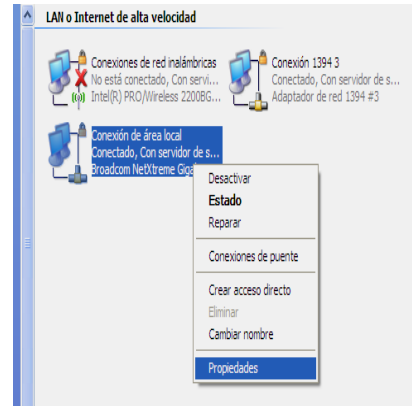 LAN o Internet de alta velocidad
Conexiones de red inalámbricas
No está conectado, Con servi...
Intel(R) PRO/Wireless 2200BG...
Conexión 1394 3
Conectado, Con servidor de s...
Adaptador de red 1394 #3
Conexión de área local
Conectado, Con servidor de s...
Broadcom NetXtreme Giga
Desactivar
Estado
Reparar
Conexiones de puente
Crear acceso directo
Eliminar
Cambiar nombre
Propiedades